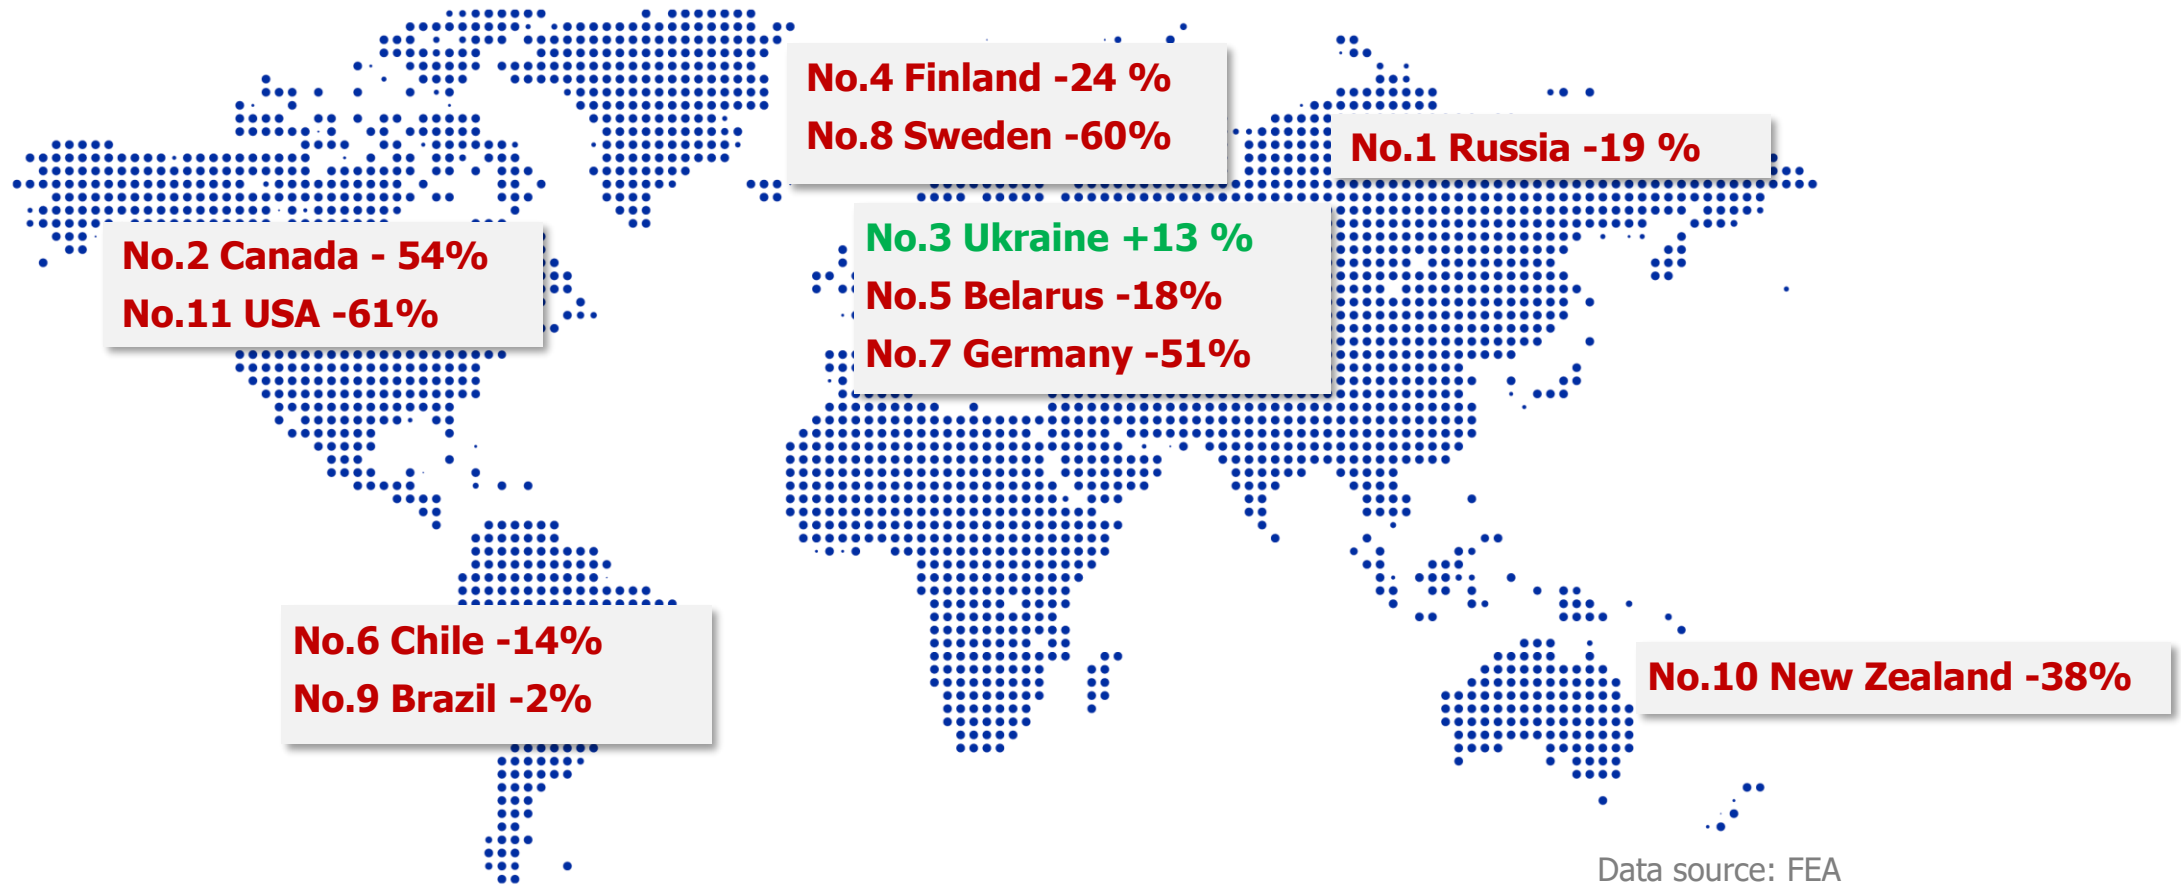 No.4 Finland -24 %
No.8 Sweden -60%
No.1 Russia -19 %
No.2 Canada - 54%
No.11 USA -61%
No.3 Ukraine +13 %
No.5 Belarus -18%
No.7 Germany -51%
No.6 Chile -14%
No.9 Brazil -2%
No.10 New Zealand -38%
Data source: FEA